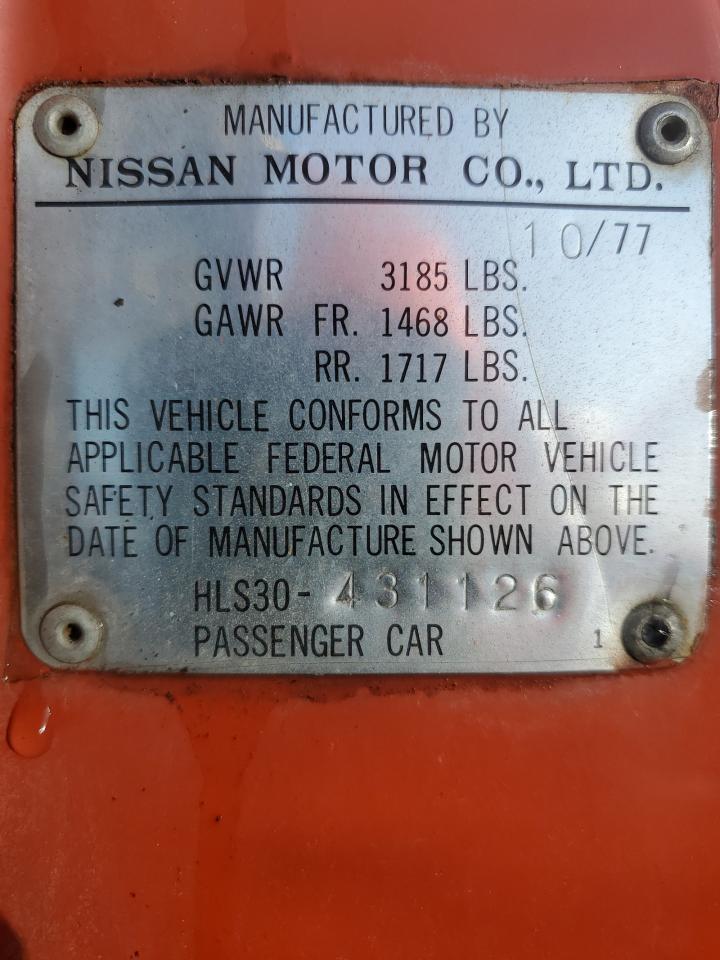 MANUFACTURED BY
NISSAN MOTOR CO., LTD.
10/77
GVWR 3185 LBS.
GAWR FR. 1468 LBS.
RR. 1717 LBS.
THIS VEHICLE CONFORMS TO ALL
APPLICABLE FEDERAL MOTOR VEHICLE
SAFETY STANDARDS IN EFFECT ON THE
DATE OF MANUFACTURE SHOWN ABOVE.
HLS30-431126
PASSENGER CAR 1